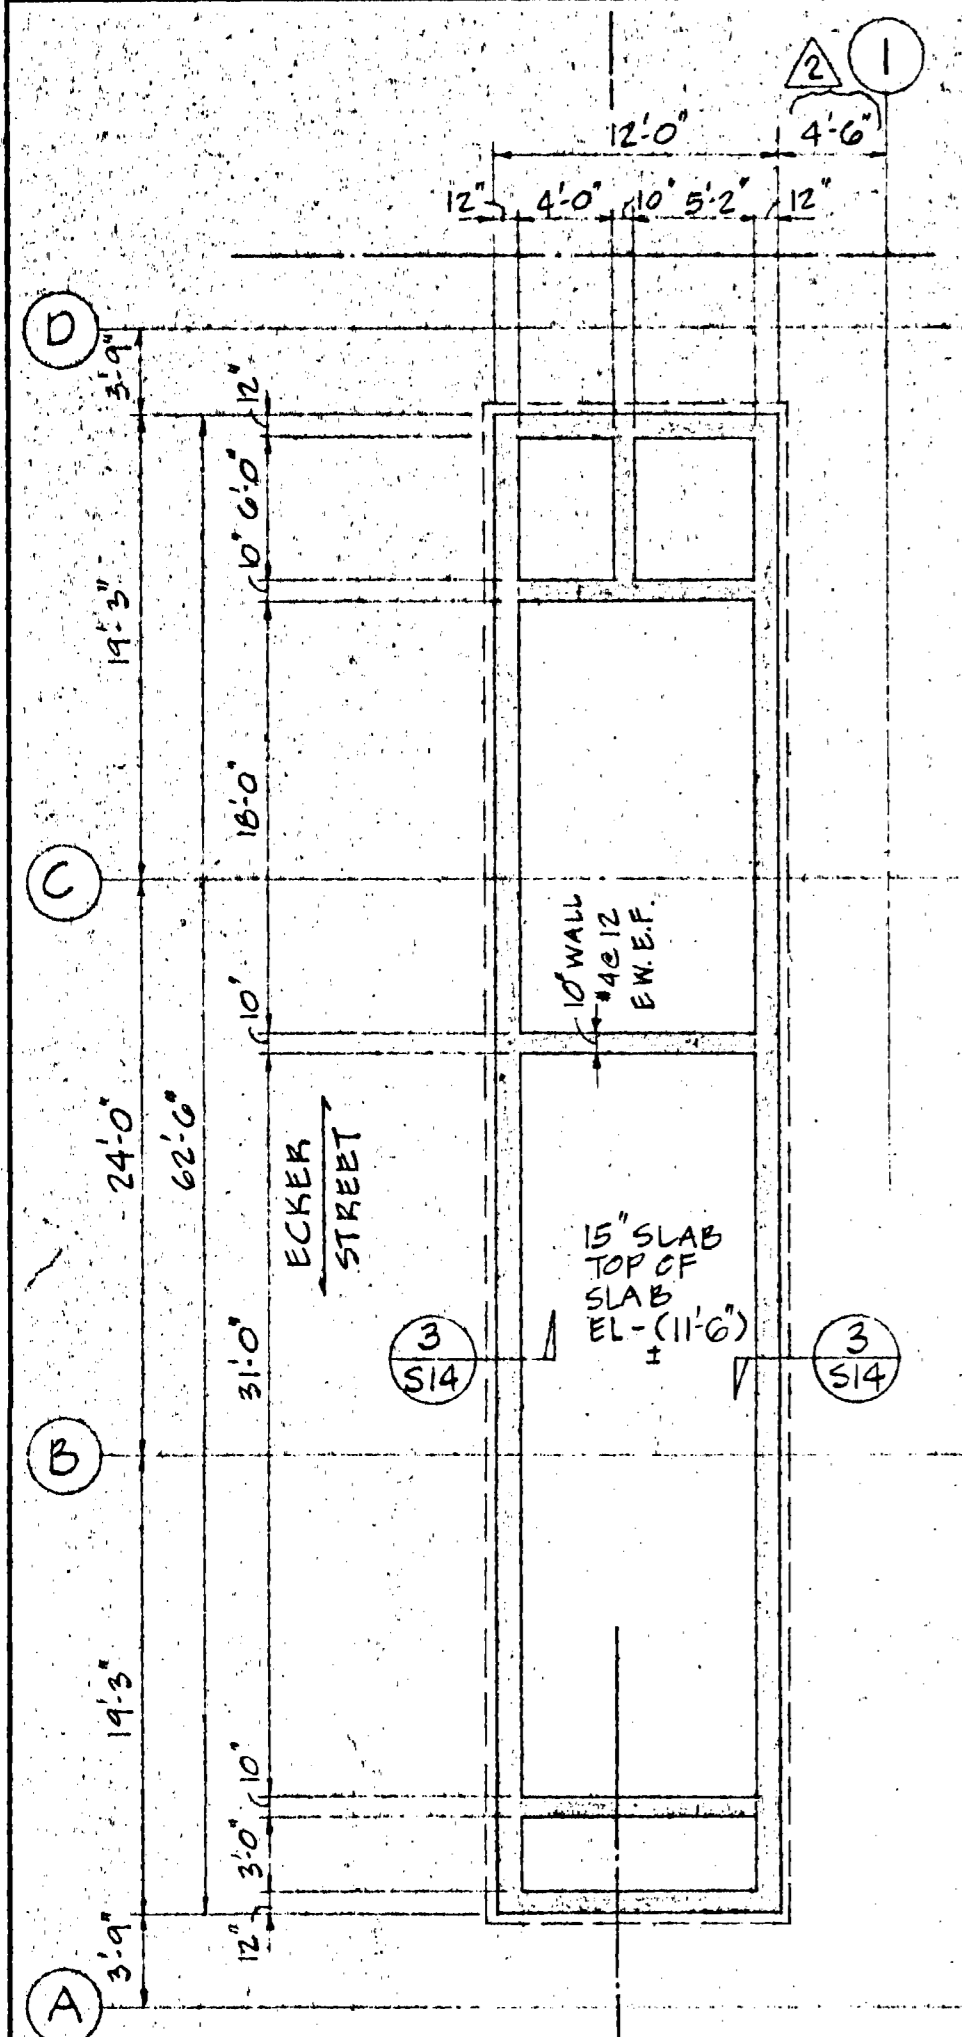 2
1
12'-0"
4'-6"
12"
4'-0"
10"
5'-2"
12"
D
3'-9"
12"
6'-0"
10"
19'-3"
18'-0"
C
10" WALL
#4@12
E.W.E.F.
10"
24'-0"
62'-6"
ECKER
STREET
15" SLAB
TOP OF
SLAB
EL-(11'-6")
±
3
S14
3
S14
31'-0"
B
19'-3"
10"
3'-0"
12"
3'-9"
A